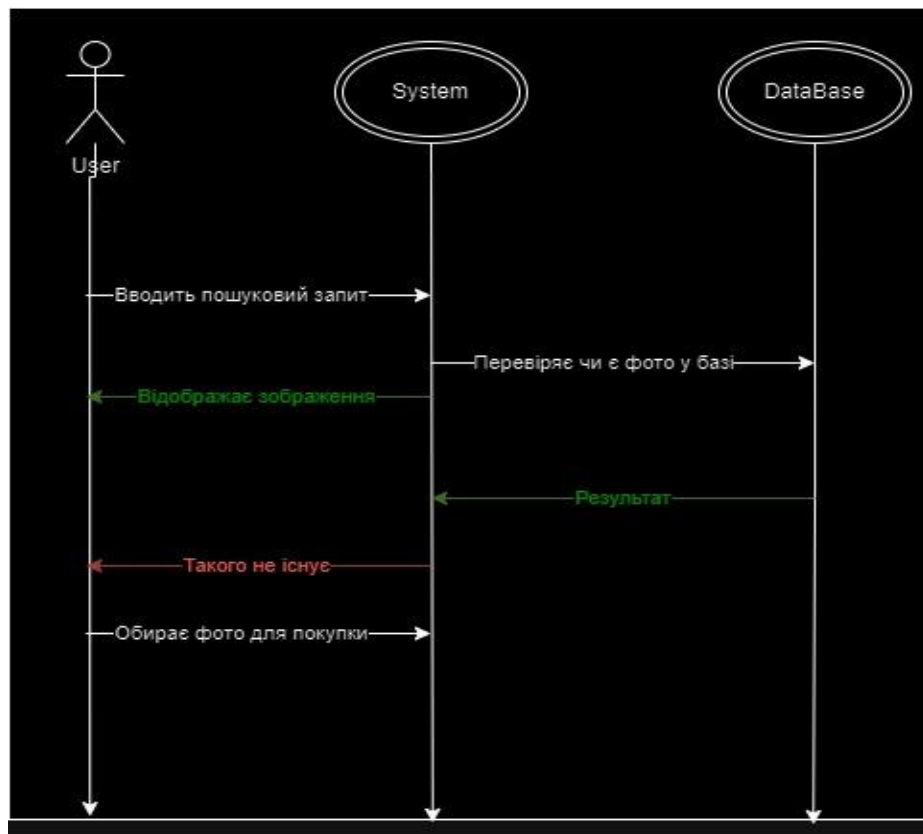 User
System
DataBase
Вводить пошуковий запит
Перевіряє чи є фото у базі
Відображає зображення
Результат
Такого не існує
Обирає фото для покупки